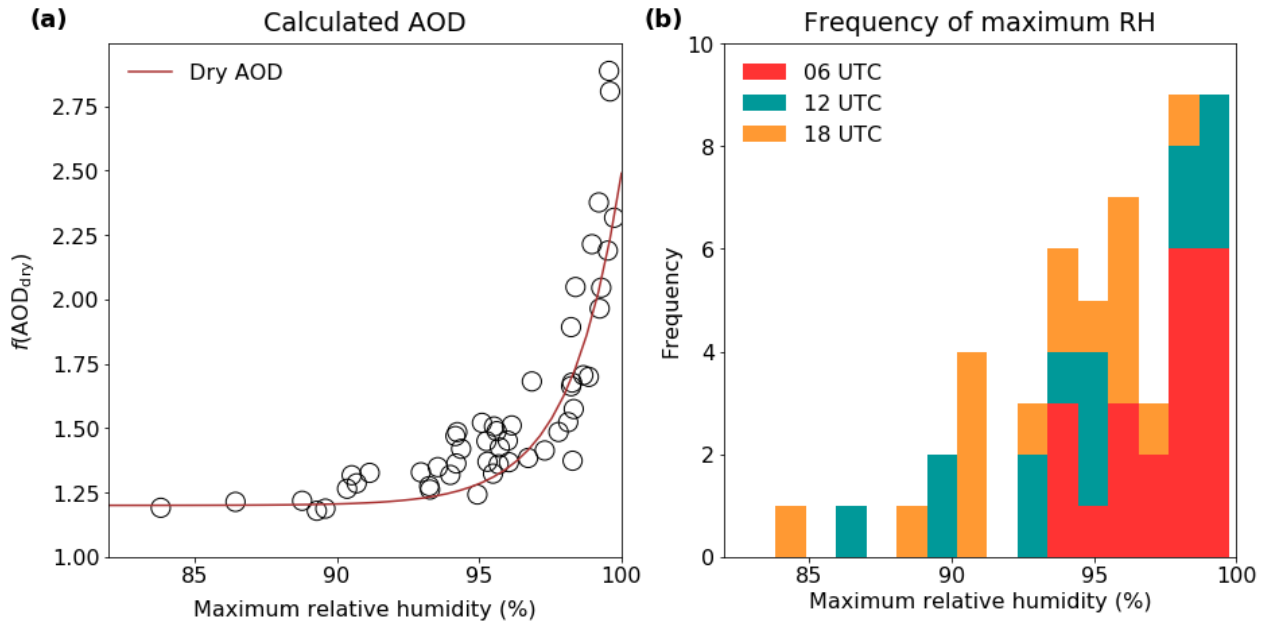 (a)
Calculated AOD
Dry AOD
2.75
2.50
2.25
2.00
1.75
1.50
1.25
1.00
f(AOD_dry)
85
90
95
100
Maximum relative humidity (%)
(b)
Frequency of maximum RH
06 UTC
12 UTC
18 UTC
10
8
6
4
2
0
Frequency
85
90
95
100
Maximum relative humidity (%)